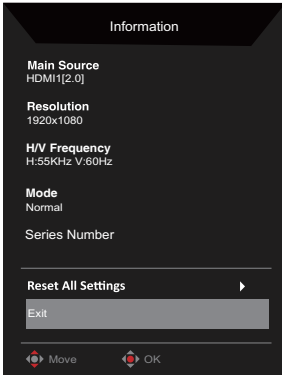 Information
Main Source
HDMI1[2.0]
Resolution
1920x1080
H/V Frequency
H:55KHz V:60Hz
Mode
Normal
Series Number
Reset All Settings
Exit
Move OK